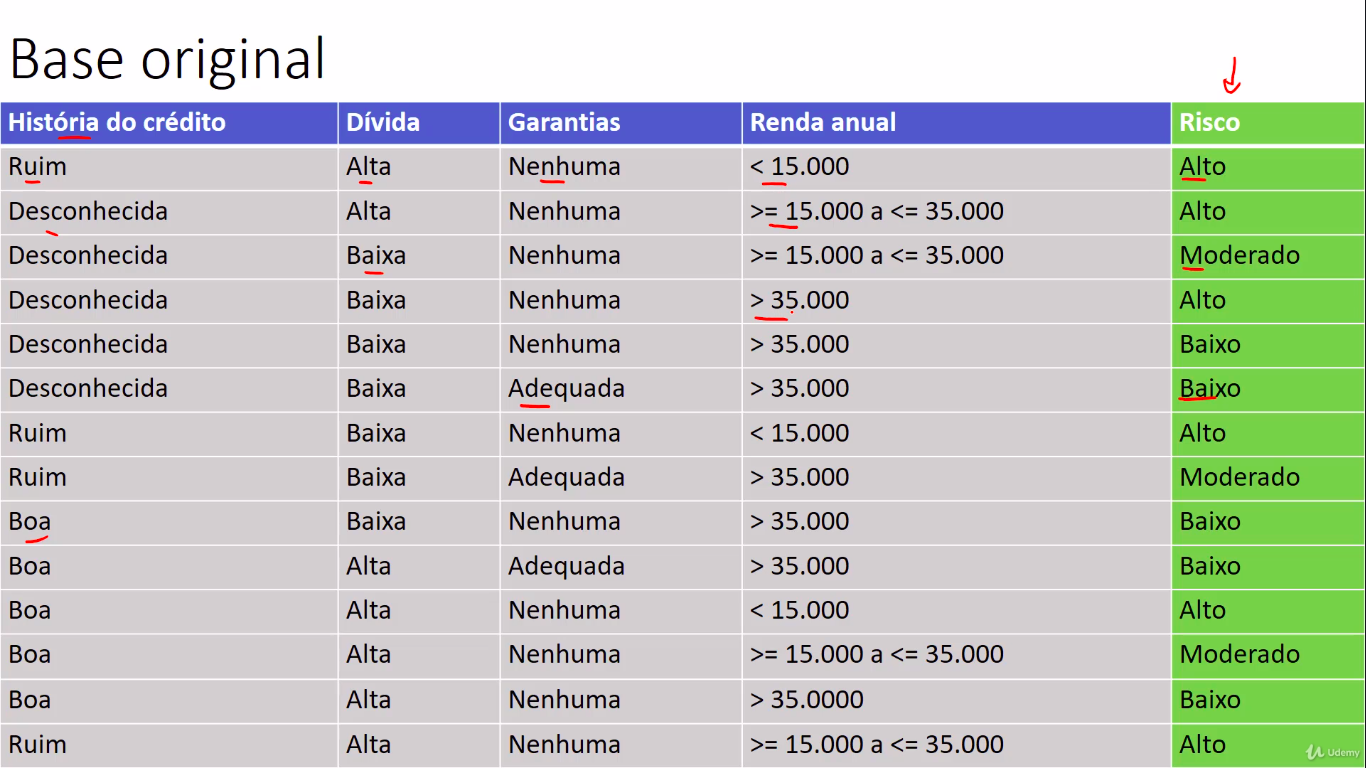 Base original
História do crédito Dívida Garantias Renda anual Risco
Ruim Alta Nenhuma < 15.000 Alto
Desconhecida Alta Nenhuma >= 15.000 a <= 35.000 Alto
Desconhecida Baixa Nenhuma >= 15.000 a <= 35.000 Moderado
Desconhecida Baixa Nenhuma > 35.000 Alto
Desconhecida Baixa Nenhuma > 35.000 Baixo
Desconhecida Baixa Adequada > 35.000 Baixo
Ruim Baixa Nenhuma < 15.000 Alto
Ruim Baixa Adequada > 35.000 Moderado
Boa Baixa Nenhuma > 35.000 Baixo
Boa Alta Adequada > 35.000 Baixo
Boa Alta Nenhuma < 15.000 Alto
Boa Alta Nenhuma >= 15.000 a <= 35.000 Moderado
Boa Alta Nenhuma > 35.0000 Baixo
Ruim Alta Nenhuma >= 15.000 a <= 35.000 Alto
Udemy